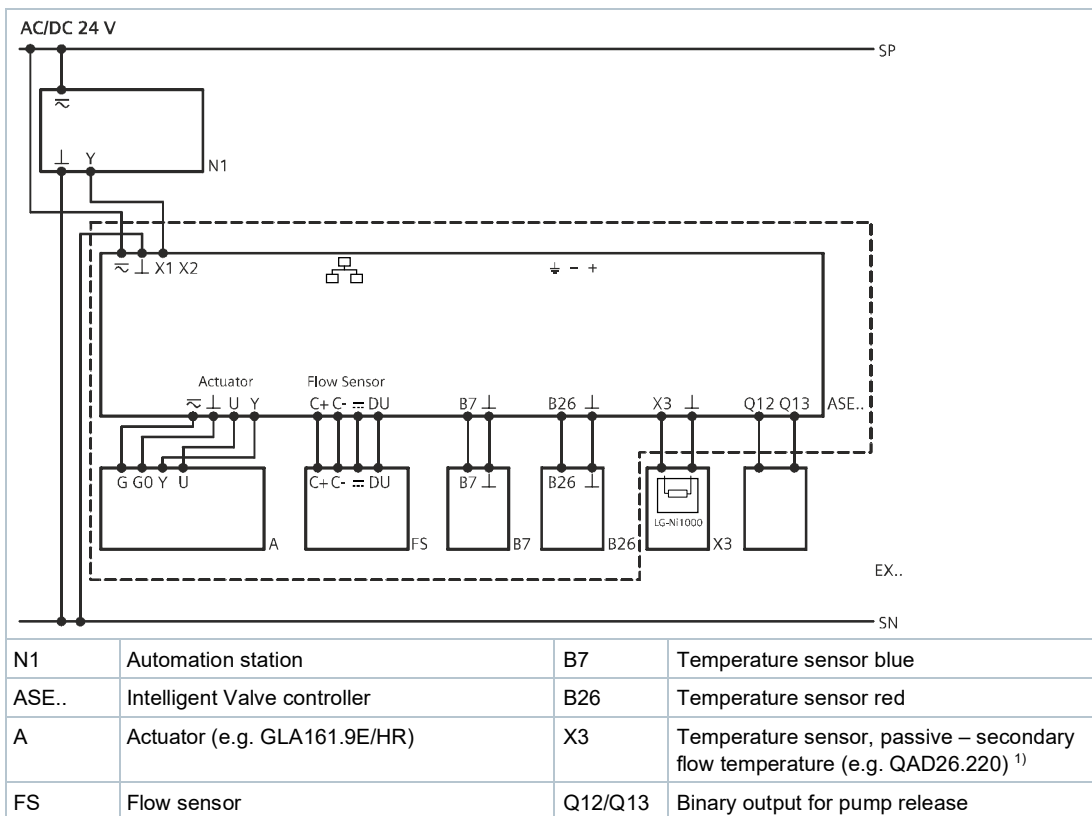 AC/DC 24 V
SP
⏦
⊥ Y
N1
⏦ ⊥ X1 X2
⏚ - +
Actuator
Flow Sensor
⏦ ⊥ U Y
C+ C- ⎓ DU
B7 ⊥
B26 ⊥
X3 ⊥
Q12 Q13
ASE..
G G0 Y U
C+ C- ⎓ DU
B7 ⊥
B26 ⊥
LG-Ni1000
A
FS
B7
B26
X3
EX..
SN
N1 Automation station B7 Temperature sensor blue
ASE.. Intelligent Valve controller B26 Temperature sensor red
A Actuator (e.g. GLA161.9E/HR) X3 Temperature sensor, passive – secondary
flow temperature (e.g. QAD26.220) 1)
FS Flow sensor Q12/Q13 Binary output for pump release